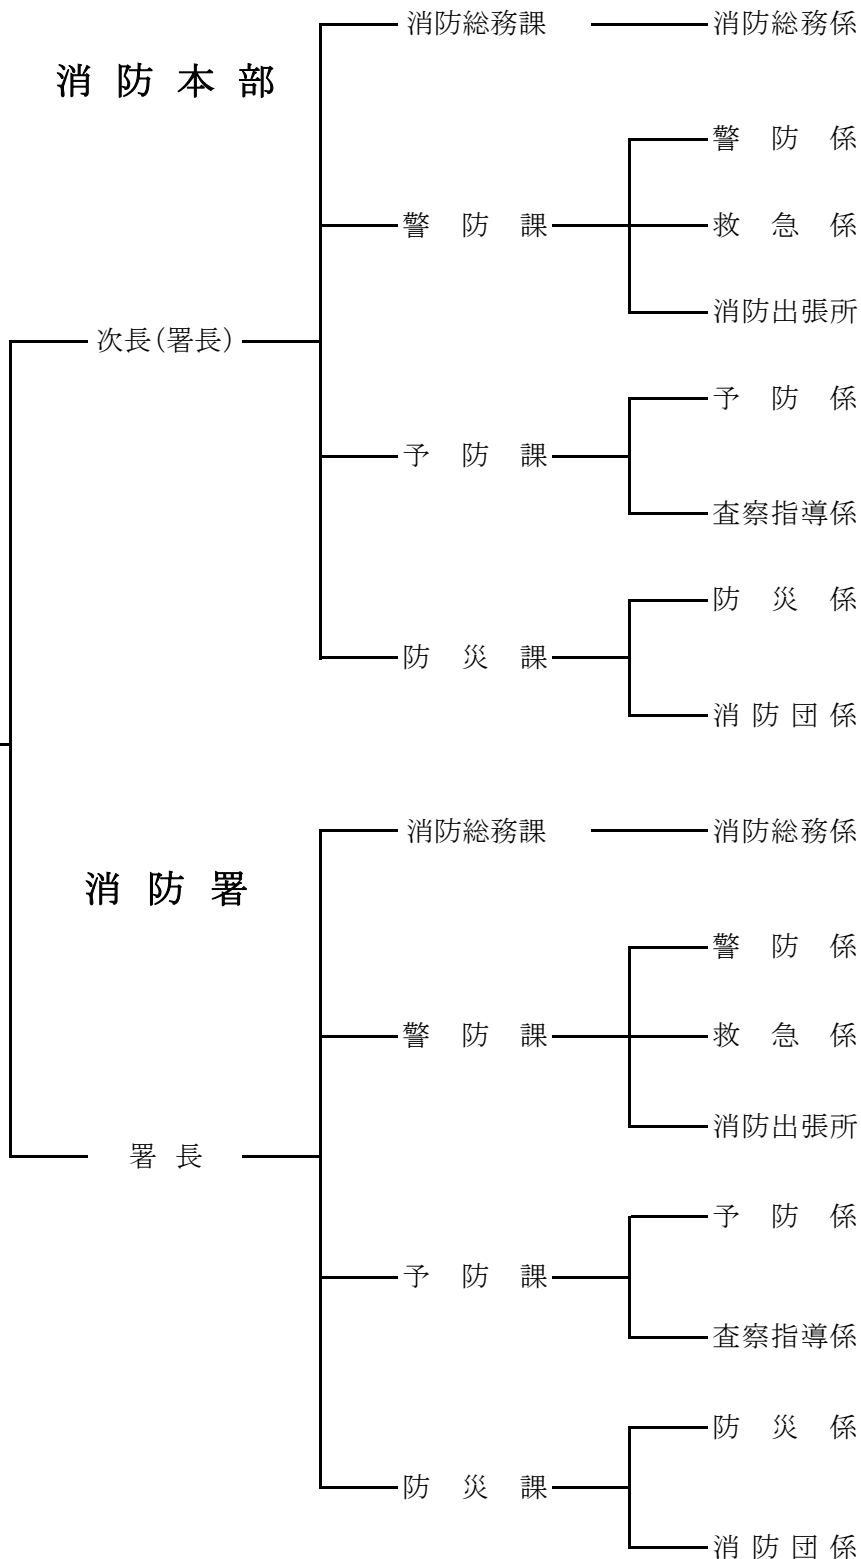 消防総務課 消防総務係
消防本部
警防係
警防課 救急係
消防出張所
次長(署長)
予防係
予防課
査察指導係
防災係
防災課
消防団係
消防総務課 消防総務係
消防署
警防係
警防課 救急係
消防出張所
署長
予防係
予防課
査察指導係
防災係
防災課
消防団係